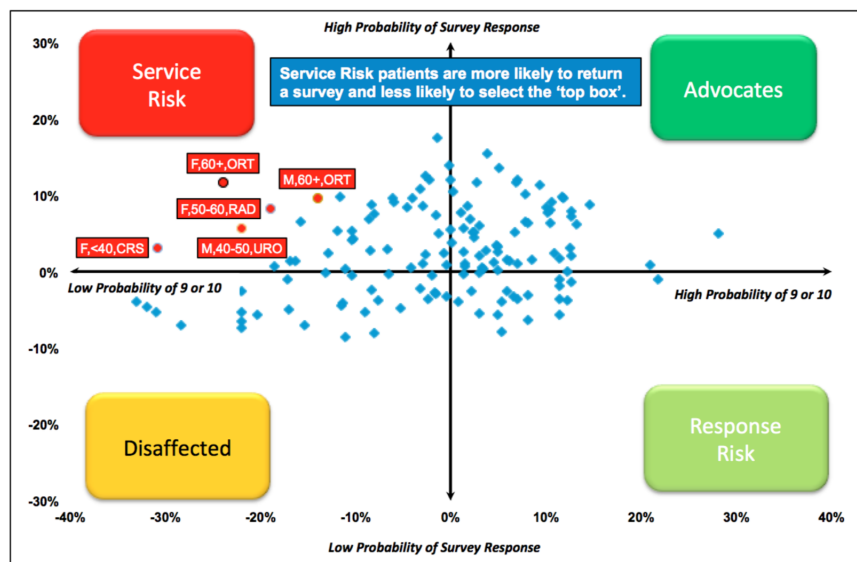 High Probability of Survey Response
30%
Service
Risk
Service Risk patients are more likely to return
a survey and less likely to select the ‘top box’.
Advocates
20%
F,60+,ORT
M,60+,ORT
10%
F,50-60,RAD
F,<40,CRS
M,40-50,URO
0%
Low Probability of 9 or 10
High Probability of 9 or 10
-10%
Disaffected
Response
Risk
-20%
-30%
-40%
-30%
-20%
-10%
0%
10%
20%
30%
40%
Low Probability of Survey Response